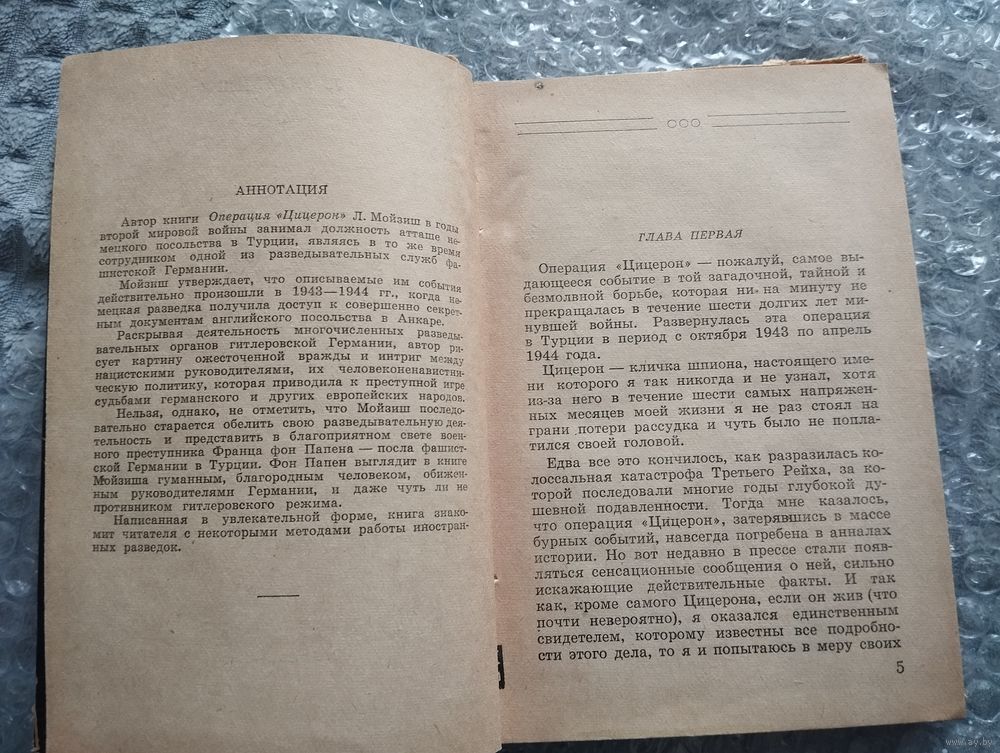 АННОТАЦИЯ
Автор книги Операция «Цицерон» Л. Мойзиш в годы
второй мировой войны занимал должность атташе не-
мецкого посольства в Турции, являясь в то же время
сотрудником одной из разведывательных служб фа-
шистской Германии.
Мойзиш утверждает, что описываемые им события
действительно произошли в 1943—1944 гг., когда не-
мецкая разведка получила доступ к совершенно секрет-
ным документам английского посольства в Анкаре.
Раскрывая деятельность многочисленных разведы-
вательных органов гитлеровской Германии, автор ри-
сует картину ожесточенной вражды и интриг между
нацистскими руководителями, их человеконенавистни-
ческую политику, которая приводила к преступной игре
судьбами германского и других европейских народов.
Нельзя, однако, не отметить, что Мойзиш последо-
вательно старается обелить свою разведывательную дея-
тельность и представить в благоприятном свете воен-
ного преступника Франца фон Папена — посла фашист-
ской Германии в Турции. Фон Папен выглядит в книге
Мойзиша гуманным, благородным человеком, обижен-
ным руководителями Германии, и даже чуть ли не
противником гитлеровского режима.
Написанная в увлекательной форме, книга знако-
мит читателя с некоторыми методами работы иностран-
ных разведок.
ГЛАВА ПЕРВАЯ
Операция «Цицерон» — пожалуй, самое вы-
дающееся событие в той загадочной, тайной и
безмолвной борьбе, которая ни на минуту не
прекращалась в течение шести долгих лет ми-
нувшей войны. Развернулась эта операция
в Турции в период с октября 1943 по апрель
1944 года.
Цицерон — кличка шпиона, настоящего име-
ни которого я так никогда и не узнал, хотя
из-за него в течение шести самых напряжен-
ных месяцев моей жизни я не раз стоял на
грани потери рассудка и чуть было не попла-
тился своей головой.
Едва все это кончилось, как разразилась ко-
лоссальная катастрофа Третьего Рейха, за ко-
торой последовали многие годы глубокой ду-
шевной подавленности. Тогда мне казалось,
что операция «Цицерон», затерявшись в массе
бурных событий, навсегда погребена в анналах
истории. Но вот недавно в прессе стали появ-
ляться сенсационные сообщения о ней, сильно
искажающие действительные факты. И так
как, кроме самого Цицерона, если он жив (что
почти невероятно), я оказался единственным
свидетелем, которому известны все подробно-
сти этого дела, то я и попытаюсь в меру своих
5
www.ay.by